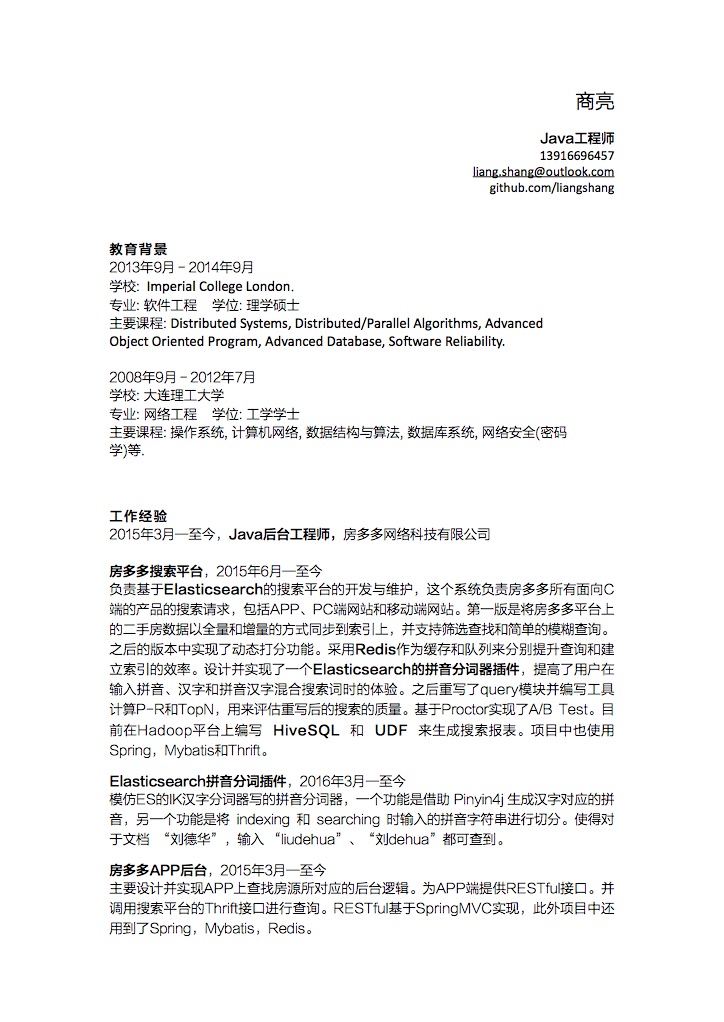 商亮
Java工程师
13916696457
liang.shang@outlook.com
github.com/liangshang
教育背景
2013年9月 – 2014年9月
学校: Imperial College London.
专业: 软件工程 学位: 理学硕士
主要课程: Distributed Systems, Distributed/Parallel Algorithms, Advanced
Object Oriented Program, Advanced Database, Software Reliability.
2008年9月 – 2012年7月
学校: 大连理工大学
专业: 网络工程 学位: 工学学士
主要课程: 操作系统, 计算机网络, 数据结构与算法, 数据库系统, 网络安全(密码
学)等.
工作经验
2015年3月—至今，Java后台工程师，房多多网络科技有限公司
房多多搜索平台，2015年6月—至今
负责基于Elasticsearch的搜索平台的开发与维护，这个系统负责房多多所有面向C
端的产品的搜索请求，包括APP、PC端网站和移动端网站。第一版是将房多多平台上
的二手房数据以全量和增量的方式同步到索引上，并支持筛选查找和简单的模糊查询。
之后的版本中实现了动态打分功能。采用Redis作为缓存和队列来分别提升查询和建
立索引的效率。设计并实现了一个Elasticsearch的拼音分词器插件，提高了用户在
输入拼音、汉字和拼音汉字混合搜索词时的体验。之后重写了query模块并编写工具
计算P-R和TopN，用来评估重写后的搜索的质量。基于Proctor实现了A/B Test。目
前在Hadoop平台上编写 HiveSQL 和 UDF 来生成搜索报表。项目中也使用
Spring，Mybatis和Thrift。
Elasticsearch拼音分词插件，2016年3月—至今
模仿ES的IK汉字分词器写的拼音分词器，一个功能是借助 Pinyin4j 生成汉字对应的拼
音，另一个功能是将 indexing 和 searching 时输入的拼音字符串进行切分。使得对
于文档 “刘德华”，输入 “liudehua”、“刘dehua”都可查到。
房多多APP后台，2015年3月—至今
主要设计并实现APP上查找房源所对应的后台逻辑。为APP端提供RESTful接口。并
调用搜索平台的Thrift接口进行查询。RESTful基于SpringMVC实现，此外项目中还
用到了Spring，Mybatis，Redis。